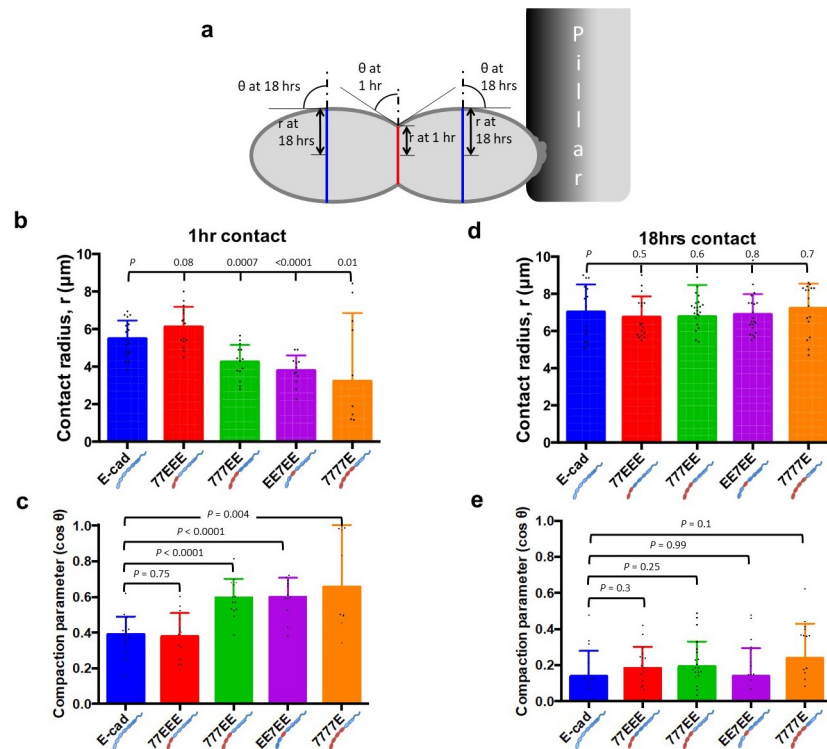 a
θ at 18 hrs
θ at
1 hr
θ at
18 hrs
r at
18 hrs
r at 1 hr
r at
18 hrs
Pillar
b
1hr contact
P
0.08
0.0007
<0.0001
0.01
Contact radius, r (µm)
10
8
6
4
2
0
E-cad
77EEE
777EE
EE7EE
7777E
d
18hrs contact
P
0.5
0.6
0.8
0.7
Contact radius, r (µm)
10
8
6
4
2
0
E-cad
77EEE
777EE
EE7EE
7777E
c
P = 0.004
P < 0.0001
P < 0.0001
P = 0.75
Compaction parameter (cos θ)
1.0
0.8
0.6
0.4
0.2
0.0
E-cad
77EEE
777EE
EE7EE
7777E
e
P = 0.1
P = 0.99
P = 0.25
P = 0.3
Compaction parameter (cos θ)
1.0
0.8
0.6
0.4
0.2
0.0
E-cad
77EEE
777EE
EE7EE
7777E